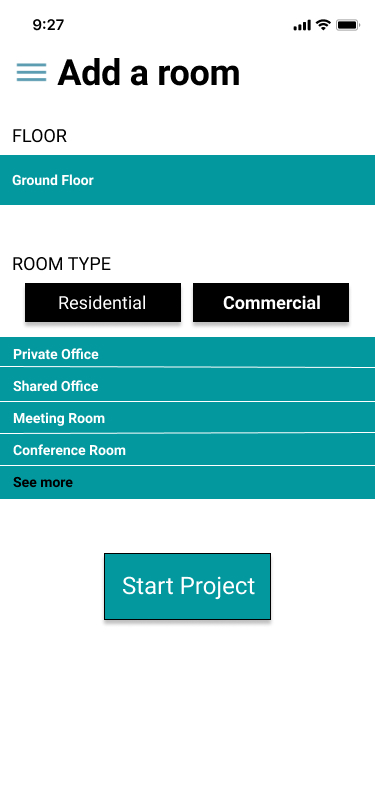 9:27
Add a room
FLOOR
Ground Floor
ROOM TYPE
Residential
Commercial
Private Office
Shared Office
Meeting Room
Conference Room
See more
Start Project